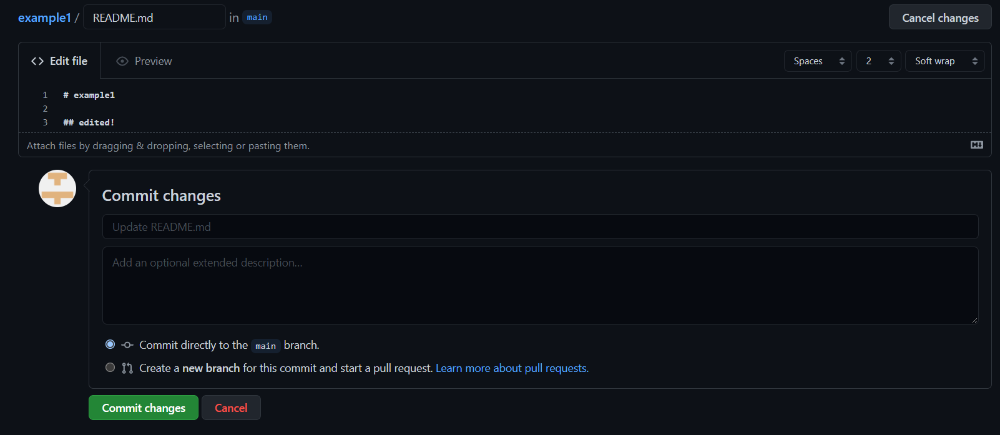 example1 / README.md in main Cancel changes
<> Edit file Preview Spaces 2 Soft wrap
1 # example1
2
3 ## edited!
Attach files by dragging & dropping, selecting or pasting them. M↓
Commit changes
Update README.md
Add an optional extended description...
Commit directly to the main branch.
Create a new branch for this commit and start a pull request. Learn more about pull requests.
Commit changes Cancel